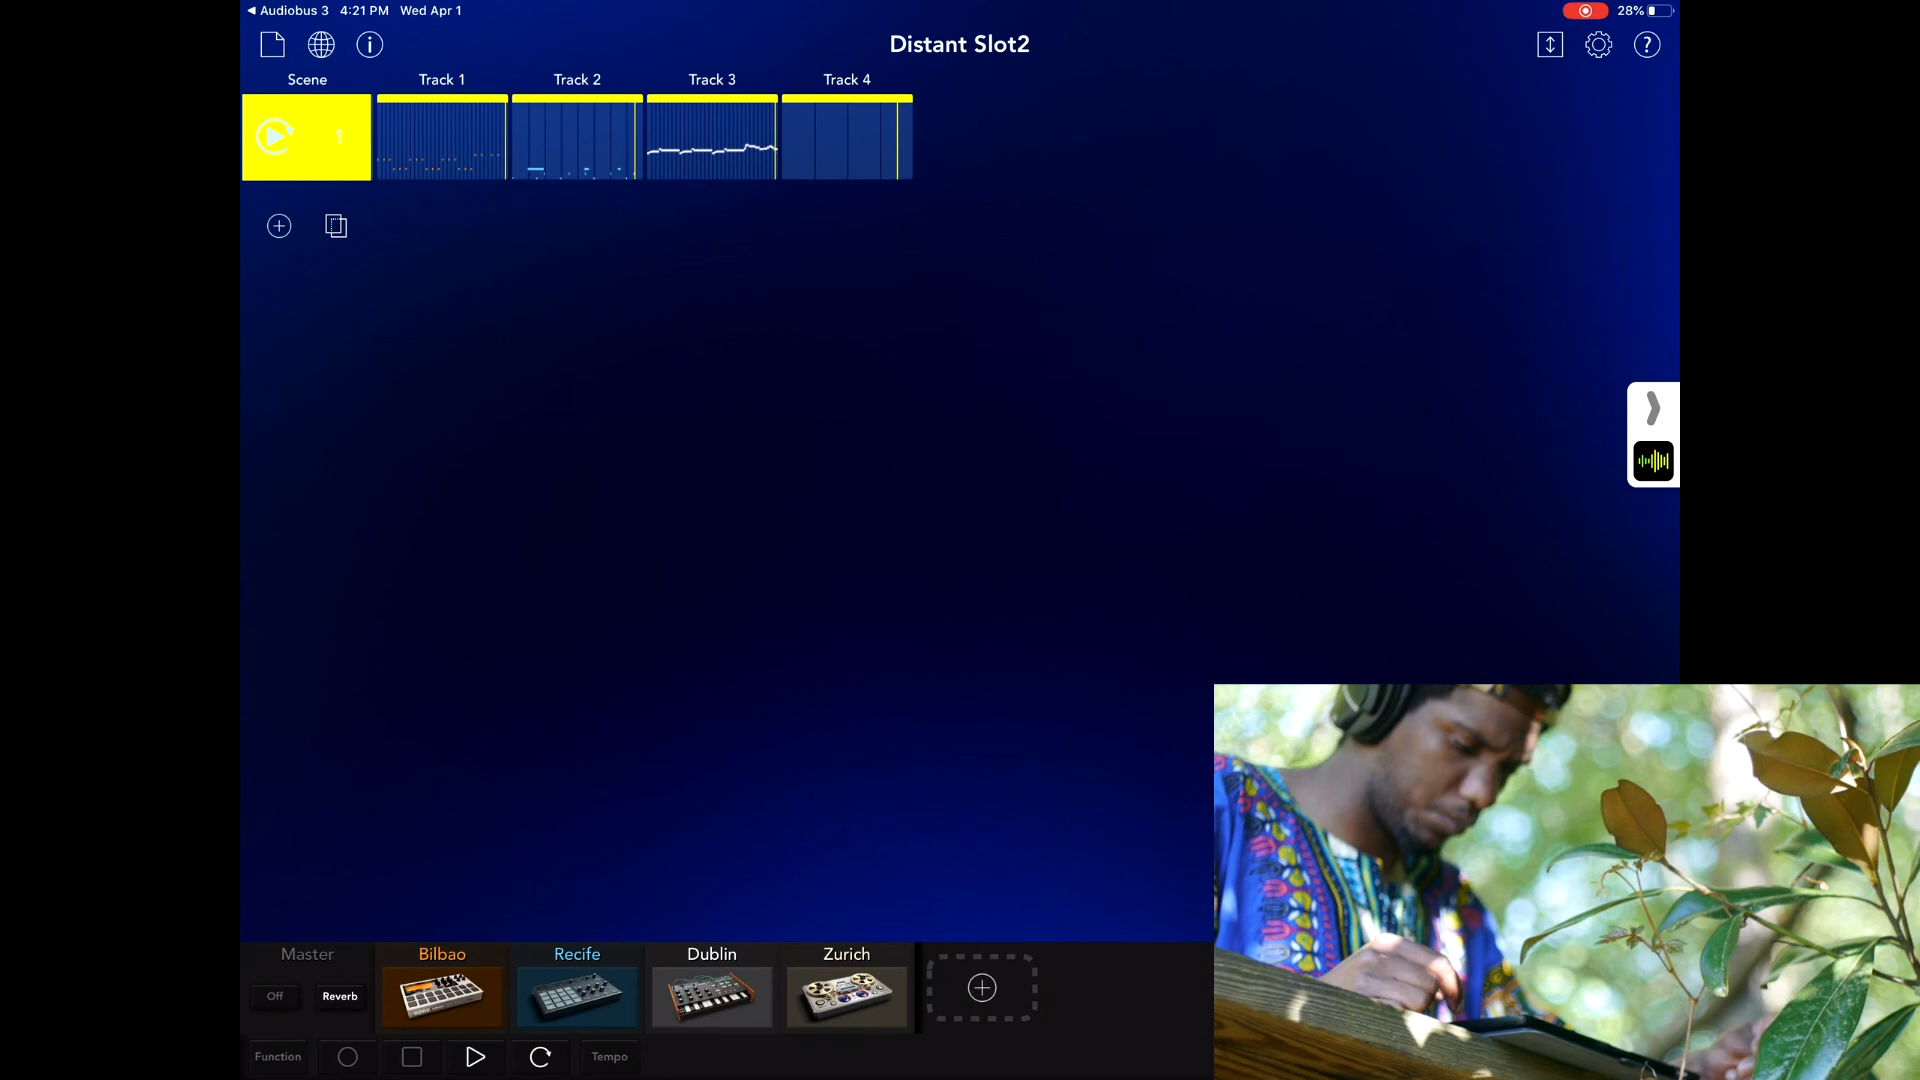 Audiobus 3 4:21 PM Wed Apr 1 28%
Distant Slot2
Scene Track 1 Track 2 Track 3 Track 4
1
Master Bilbao Recife Dublin Zurich
Off Reverb
Function Tempo